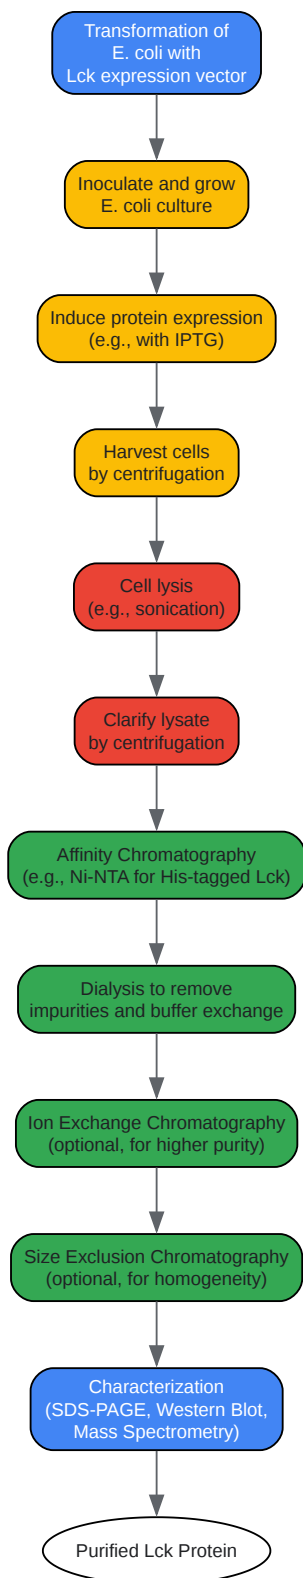 Transformation of
E. coli with
Lck expression vector
Inoculate and grow
E. coli culture
Induce protein expression
(e.g., with IPTG)
Harvest cells
by centrifugation
Cell lysis
(e.g., sonication)
Clarify lysate
by centrifugation
Affinity Chromatography
(e.g., Ni-NTA for His-tagged Lck)
Dialysis to remove
impurities and buffer exchange
Ion Exchange Chromatography
(optional, for higher purity)
Size Exclusion Chromatography
(optional, for homogeneity)
Characterization
(SDS-PAGE, Western Blot,
Mass Spectrometry)
Purified Lck Protein